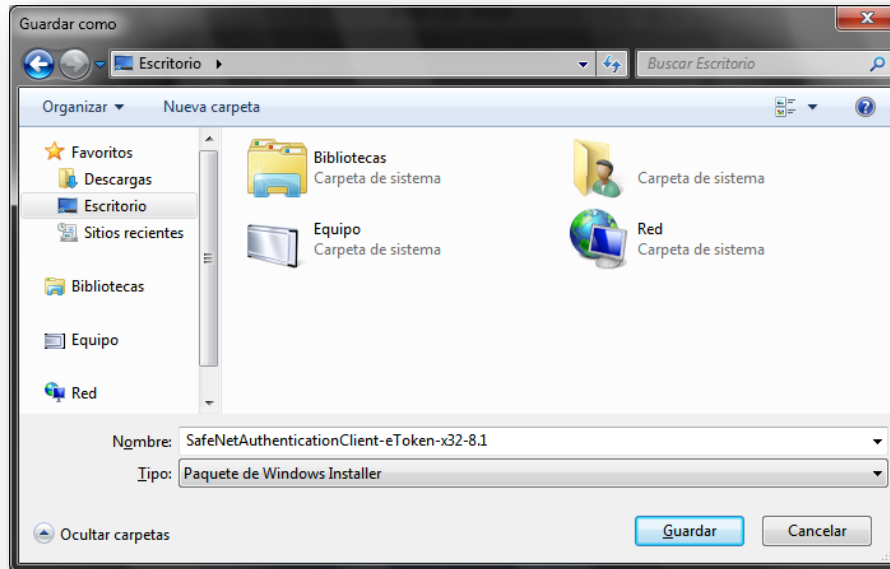 Guardar como
Escritorio
Buscar Escritorio
Organizar
Nueva carpeta
Favoritos
Descargas
Escritorio
Sitios recientes
Bibliotecas
Equipo
Red
Bibliotecas
Carpeta de sistema
Carpeta de sistema
Equipo
Carpeta de sistema
Red
Carpeta de sistema
Nombre: SafeNetAuthenticationClient-eToken-x32-8.1
Tipo: Paquete de Windows Installer
Ocultar carpetas
Guardar
Cancelar